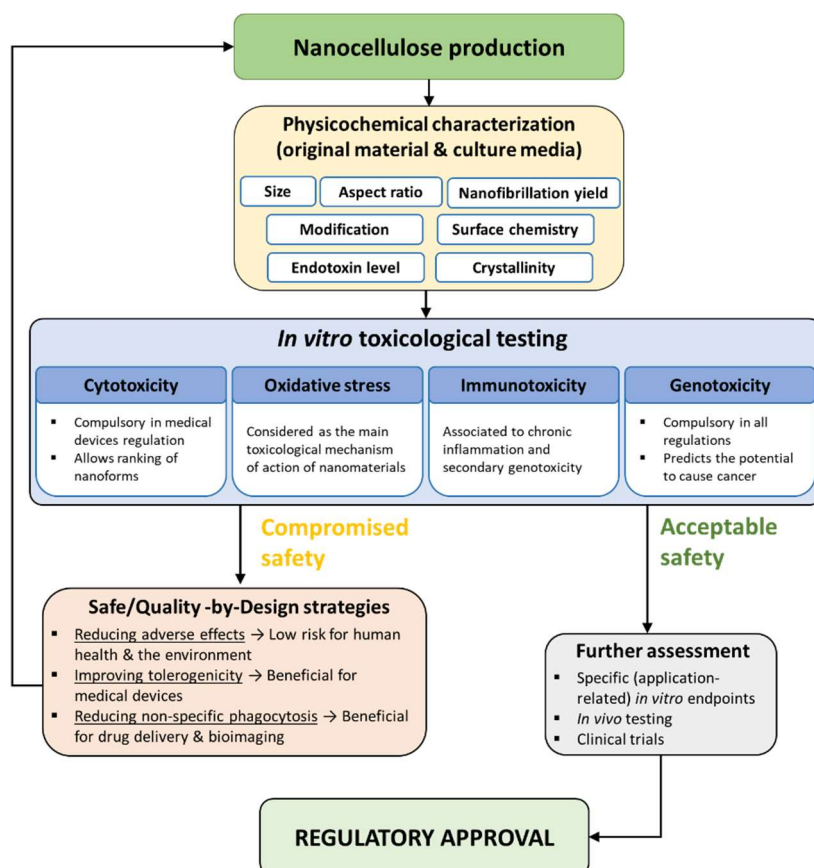 Nanocellulose production
Physicochemical characterization
(original material & culture media)
Size
Aspect ratio
Nanofibrillation yield
Modification
Surface chemistry
Endotoxin level
Crystallinity
In vitro toxicological testing
Cytotoxicity
▪ Compulsory in medical
devices regulation
▪ Allows ranking of
nanoforms
Oxidative stress
Considered as the main
toxicological mechanism
of action of nanomaterials
Immunotoxicity
Associated to chronic
inflammation and
secondary genotoxicity
Genotoxicity
▪ Compulsory in all
regulations
▪ Predicts the potential
to cause cancer
Compromised
safety
Acceptable
safety
Safe/Quality -by-Design strategies
▪ Reducing adverse effects → Low risk for human
health & the environment
▪ Improving tolerogenicity → Beneficial for
medical devices
▪ Reducing non-specific phagocytosis → Beneficial
for drug delivery & bioimaging
Further assessment
▪ Specific (application-
related) in vitro endpoints
▪ In vivo testing
▪ Clinical trials
REGULATORY APPROVAL